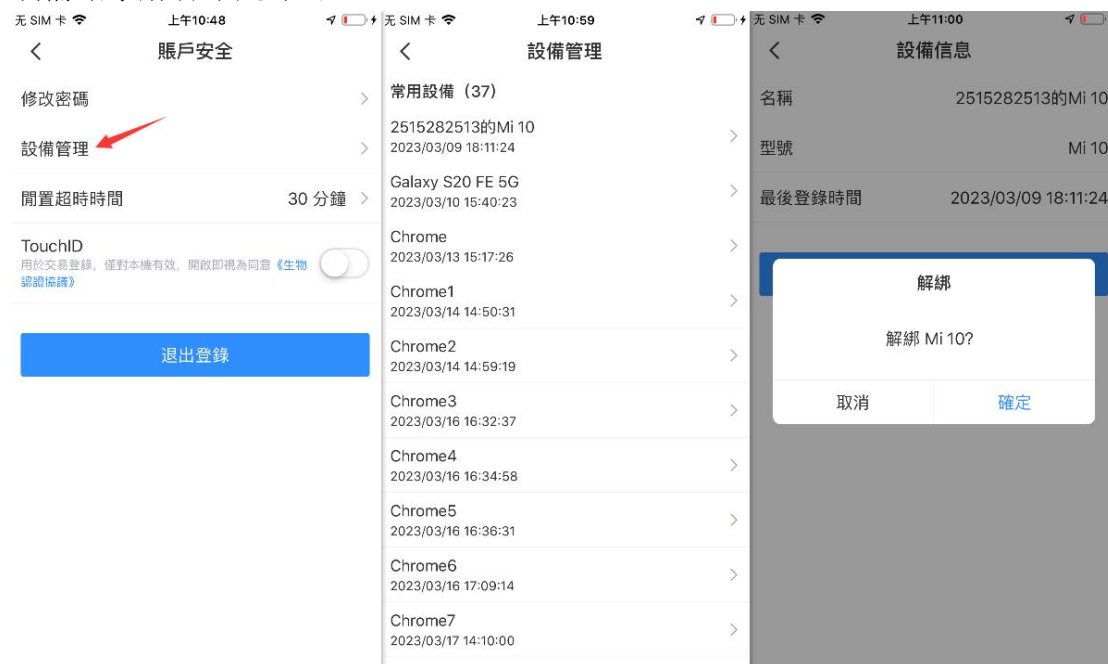 无 SIM 卡
上午10:48
賬戶安全
修改密碼
設備管理
閒置超時時間
30 分鐘
TouchID
用於交易登錄，僅對本機有效，開啟即視為同意《生物
認證協議》
退出登錄
无 SIM 卡
上午10:59
設備管理
常用設備（37）
2515282513的Mi 10
2023/03/09 18:11:24
Galaxy S20 FE 5G
2023/03/10 15:40:23
Chrome
2023/03/13 15:17:26
Chrome1
2023/03/14 14:50:31
Chrome2
2023/03/14 14:59:19
Chrome3
2023/03/16 16:32:37
Chrome4
2023/03/16 16:34:58
Chrome5
2023/03/16 16:36:31
Chrome6
2023/03/16 17:09:14
Chrome7
2023/03/17 14:10:00
无 SIM 卡
上午11:00
設備信息
名稱
2515282513的Mi 10
型號
Mi 10
最後登錄時間
2023/03/09 18:11:24
解綁
解綁 Mi 10?
取消
確定